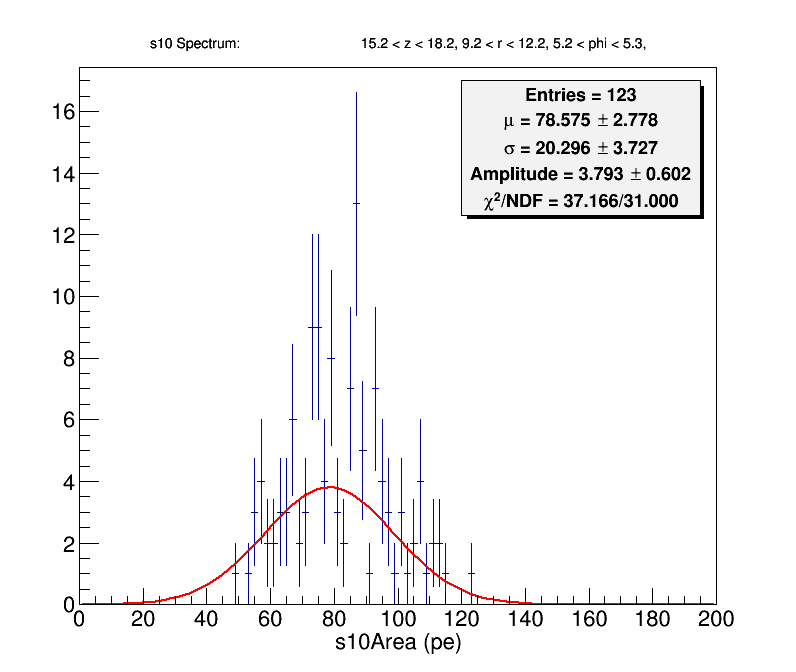 s10 Spectrum: 15.2 < z < 18.2, 9.2 < r < 12.2, 5.2 < phi < 5.3,
Entries = 123
μ = 78.575 ± 2.778
σ = 20.296 ± 3.727
Amplitude = 3.793 ± 0.602
χ²/NDF = 37.166/31.000
16
14
12
10
8
6
4
2
0
0 20 40 60 80 100 120 140 160 180 200
s10Area (pe)